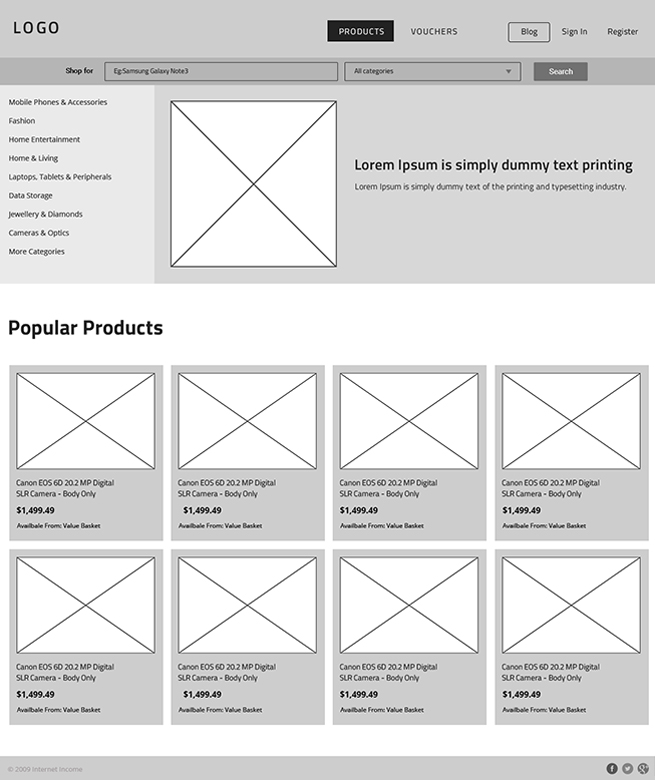 LOGO
PRODUCTS VOUCHERS Blog Sign In Register
Shop for Eg:Samsung Galaxy Note3 All categories Search
Mobile Phones & Accessories
Fashion
Home Entertainment
Home & Living
Laptops, Tablets & Peripherals
Data Storage
Jewellery & Diamonds
Cameras & Optics
More Categories
Lorem Ipsum is simply dummy text printing
Lorem Ipsum is simply dummy text of the printing and typesetting industry.
Popular Products
Canon EOS 6D 20.2 MP Digital
SLR Camera - Body Only
$1,499.49
Availbale From: Value Basket
Canon EOS 6D 20.2 MP Digital
SLR Camera - Body Only
$1,499.49
Availbale From: Value Basket
Canon EOS 6D 20.2 MP Digital
SLR Camera - Body Only
$1,499.49
Availbale From: Value Basket
Canon EOS 6D 20.2 MP Digital
SLR Camera - Body Only
$1,499.49
Availbale From: Value Basket
Canon EOS 6D 20.2 MP Digital
SLR Camera - Body Only
$1,499.49
Availbale From: Value Basket
Canon EOS 6D 20.2 MP Digital
SLR Camera - Body Only
$1,499.49
Availbale From: Value Basket
Canon EOS 6D 20.2 MP Digital
SLR Camera - Body Only
$1,499.49
Availbale From: Value Basket
Canon EOS 6D 20.2 MP Digital
SLR Camera - Body Only
$1,499.49
Availbale From: Value Basket
© 2009 Internet Income